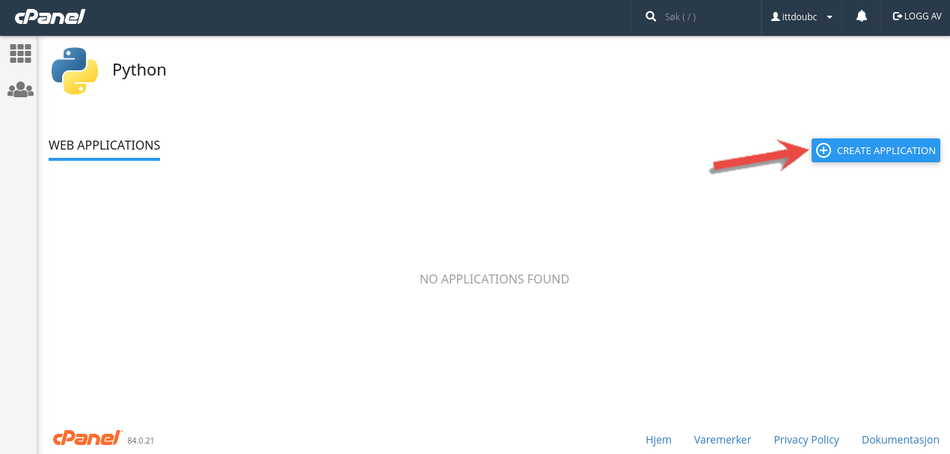 cPanel
Søk ( / )
ittdoubc
LOGG AV
Python
WEB APPLICATIONS
CREATE APPLICATION
NO APPLICATIONS FOUND
cPanel 84.0.21
Hjem Varemerker Privacy Policy Dokumentasjon